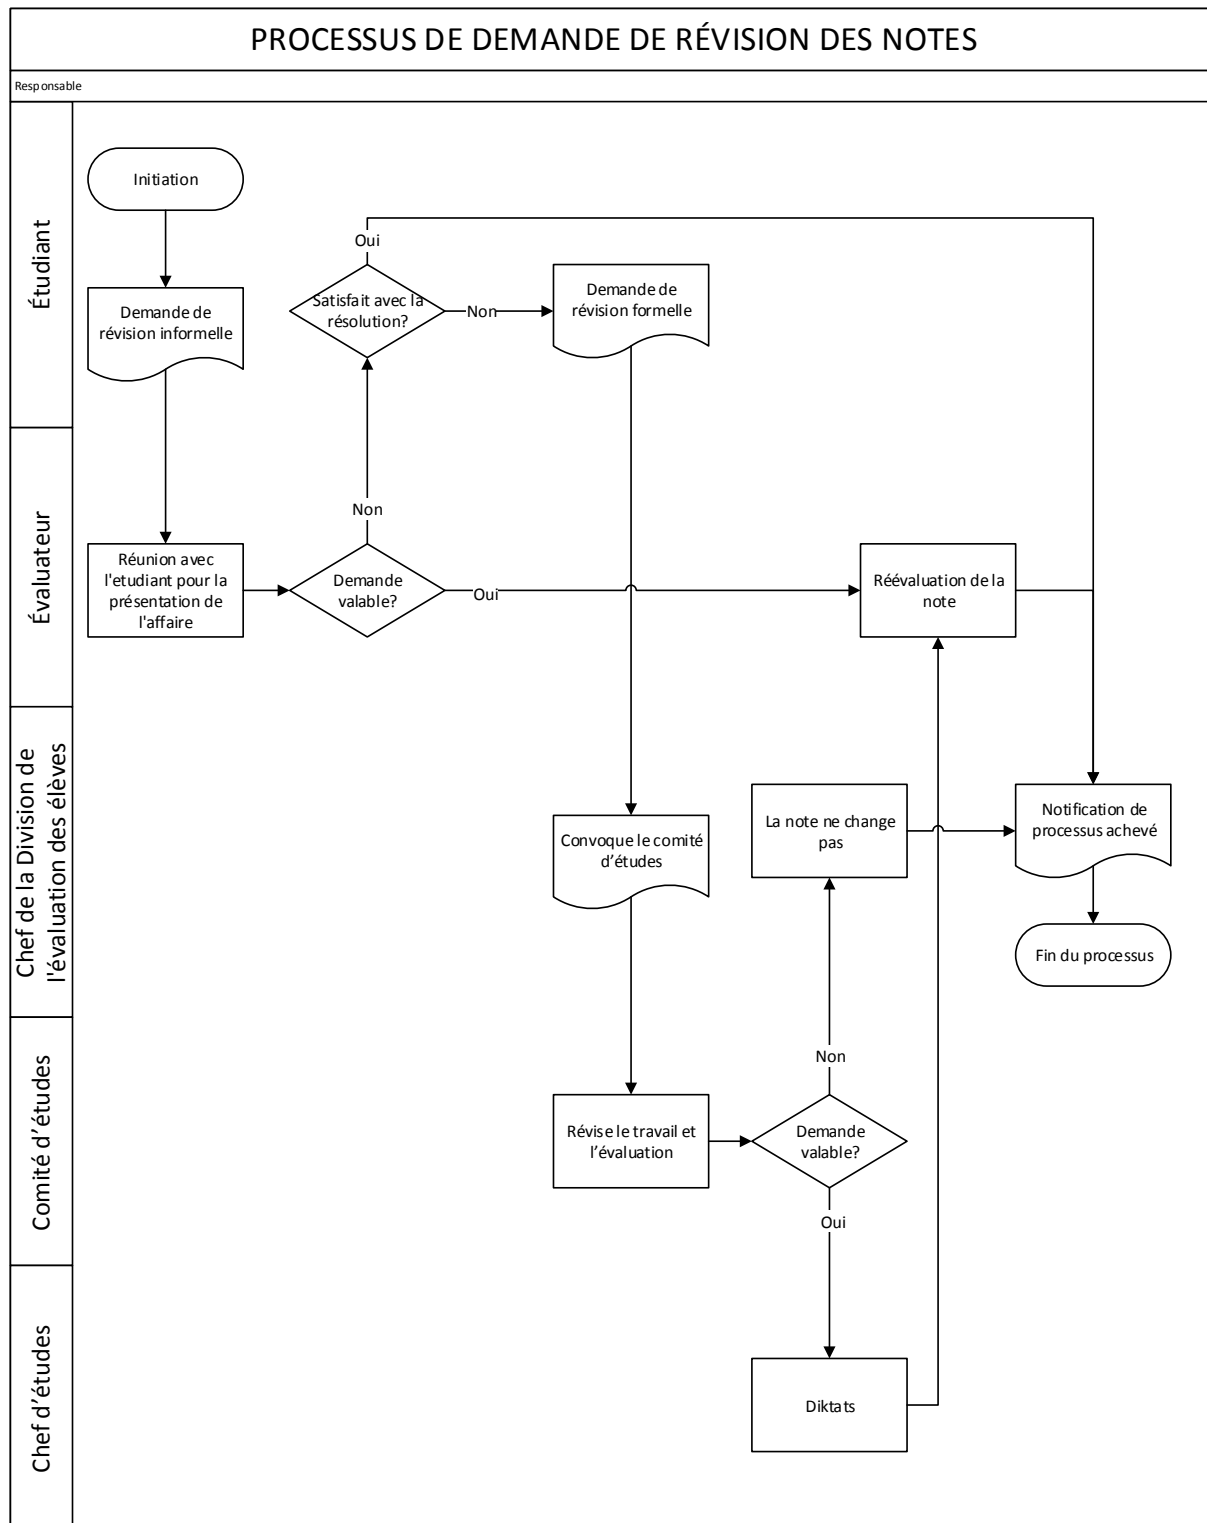 PROCESSUS DE DEMANDE DE RÉVISION DES NOTES
Responsable
Étudiant
Initiation
Demande de
révision informelle
Oui
Satisfait avec la
résolution?
Non
Demande de
révision formelle
Évaluateur
Réunion avec
l'etudiant pour la
présentation de
l'affaire
Non
Demande
valable?
Oui
Réévaluation de la
note
Chef de la Division de
l'évaluation des élèves
Convoque le comité
d'études
La note ne change
pas
Notification de
processus achevé
Fin du processus
Comité d'études
Révise le travail et
l'évaluation
Non
Demande
valable?
Oui
Chef d'études
Diktats